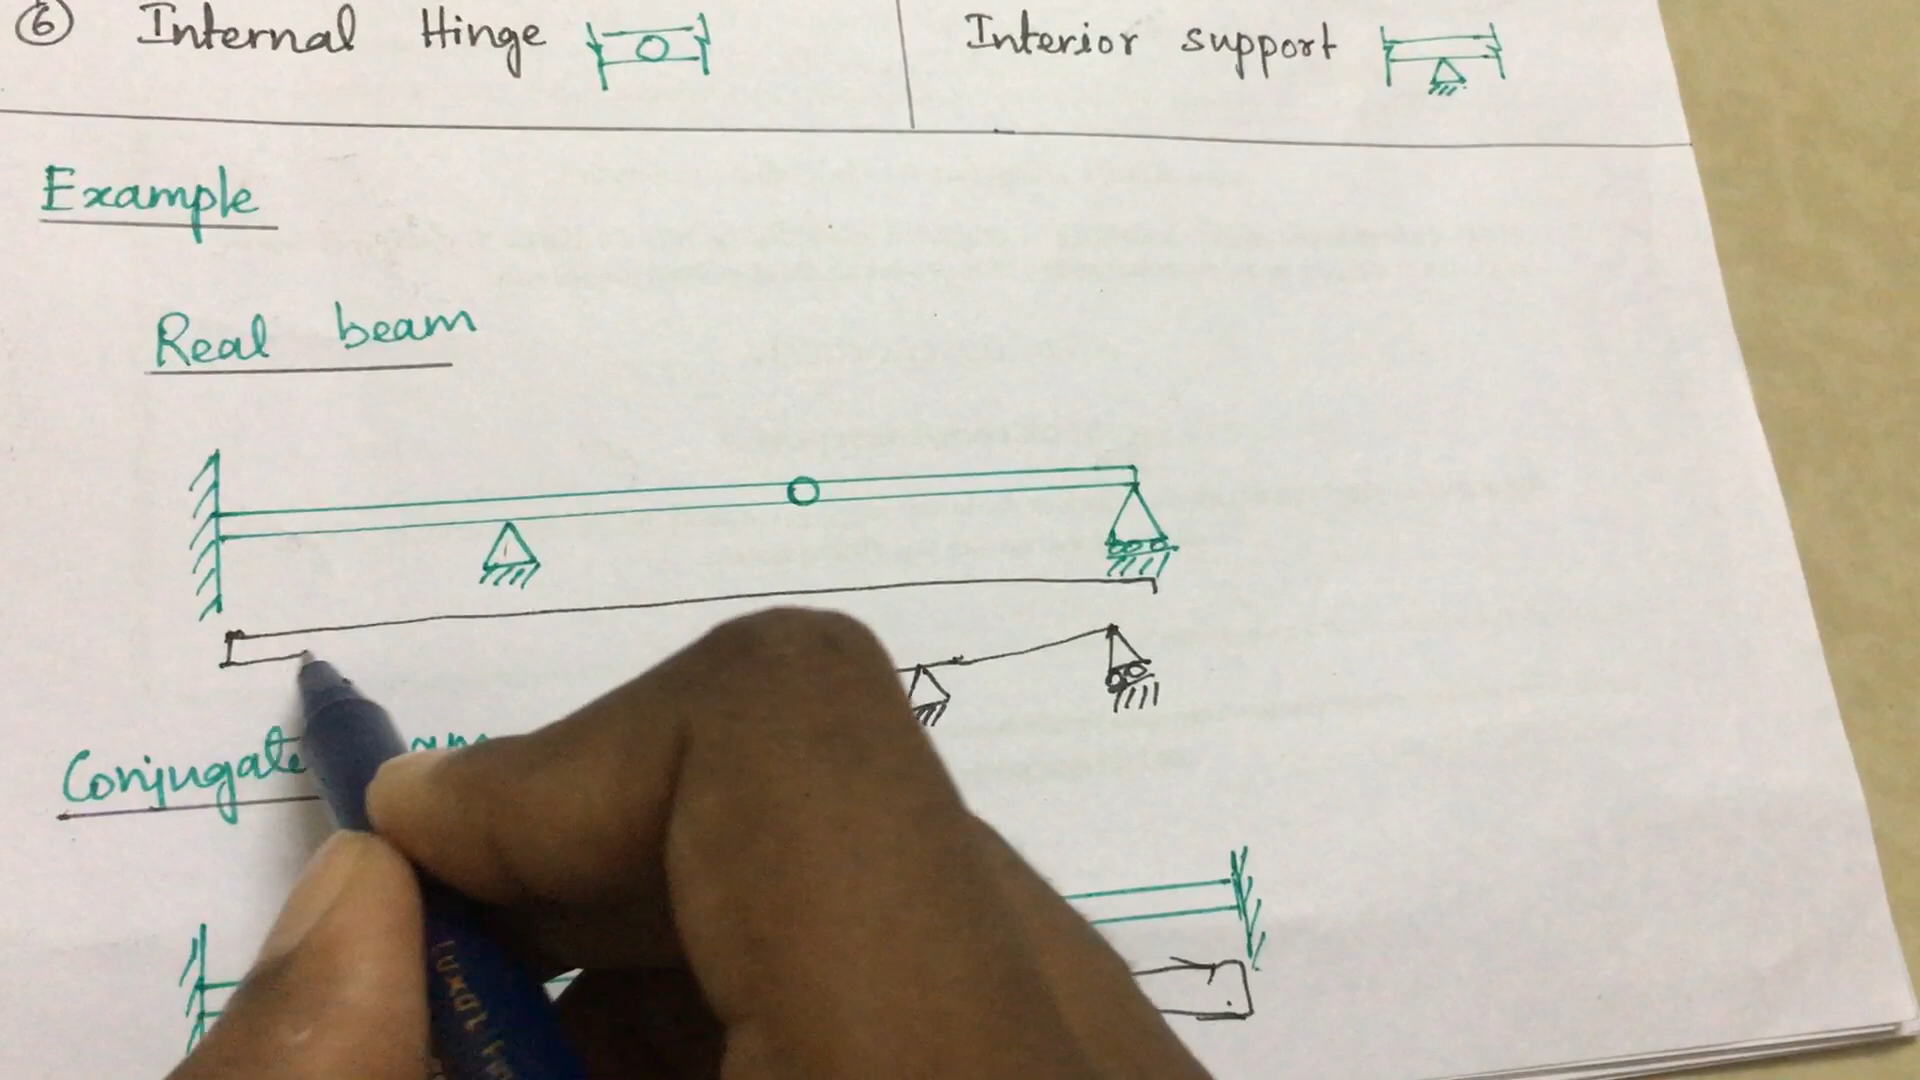 ⑥ Internal Hinge
Interior support
Example
Real beam
Conjugate